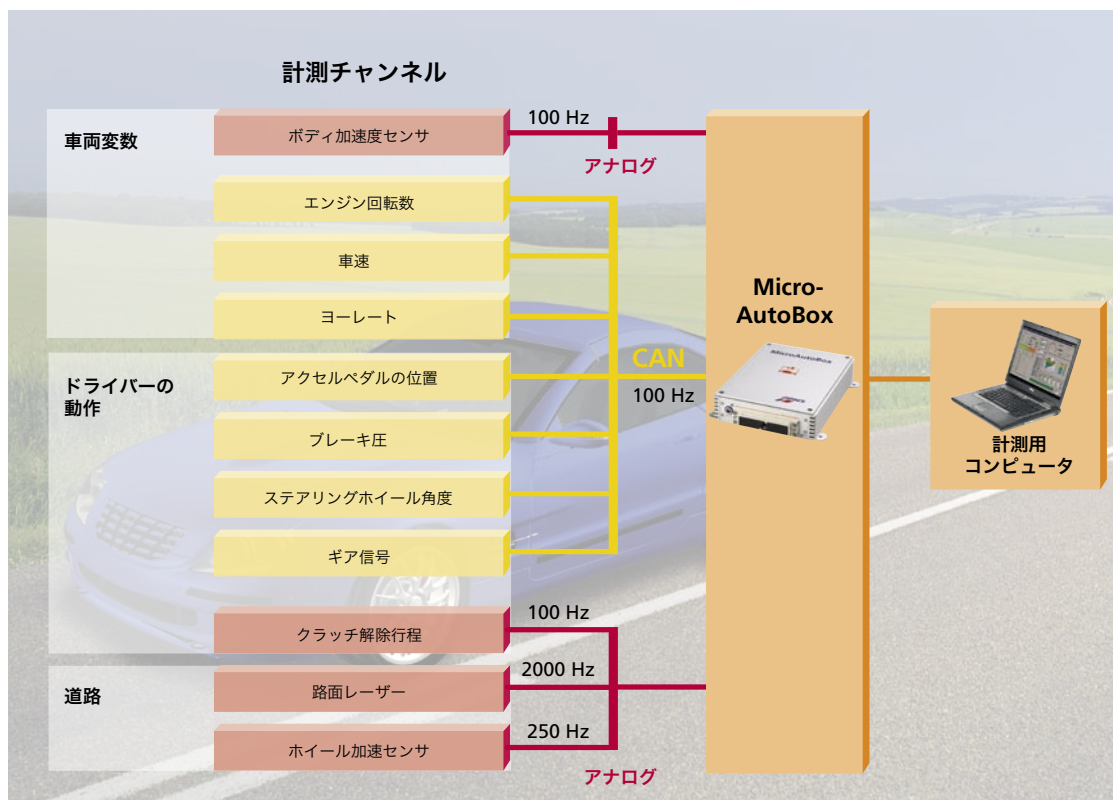 計測チャンネル
車両変数
ボディ加速度センサ
100 Hz
アナログ
エンジン回転数
車速
ヨーレート
ドライバーの
動作
アクセルペダルの位置
ブレーキ圧
ステアリングホイール角度
ギア信号
クラッチ解除行程
CAN
100 Hz
100 Hz
道路
路面レーザー
2000 Hz
ホイール加速センサ
250 Hz
アナログ
Micro-
AutoBox
MicroAutoBox
計測用
コンピュータ